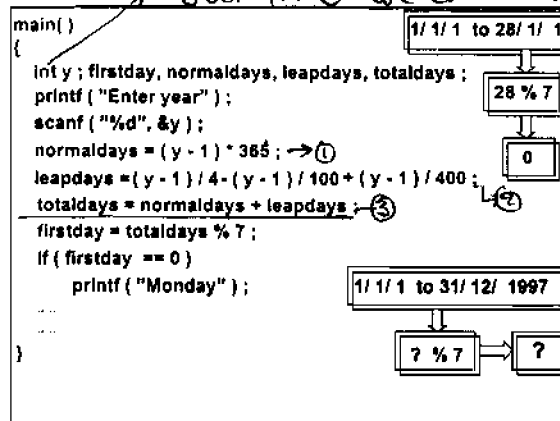 main( )
{
int y ; firstday, normaldays, leapdays, totaldays ;
printf ( "Enter year" ) ;
scanf ( "%d", &y ) ;
normaldays = ( y - 1 ) * 365 ; → ①
leapdays = ( y - 1 ) / 4 - ( y - 1 ) / 100 + ( y - 1 ) / 400 ; ②
totaldays = normaldays + leapdays ; ③
firstday = totaldays % 7 ;
if ( firstday == 0 )
printf ( "Monday" ) ;
... ...
... ...
}
1/ 1/ 1 to 28/ 1/ 1
28 % 7
0
1/ 1/ 1 to 31/ 12/ 1997
? % 7
?